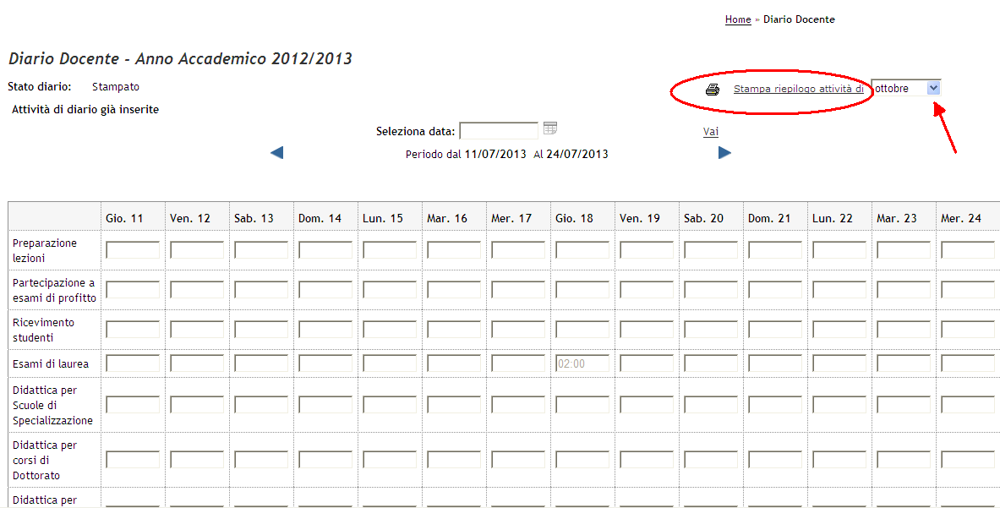 Home » Diario Docente
Diario Docente - Anno Accademico 2012/2013
Stato diario: Stampato
Stampa riepilogo attività di ottobre
Attività di diario già inserite
Seleziona data: Vai
Periodo dal 11/07/2013 Al 24/07/2013
Gio. 11 Ven. 12 Sab. 13 Dom. 14 Lun. 15 Mar. 16 Mer. 17 Gio. 18 Ven. 19 Sab. 20 Dom. 21 Lun. 22 Mar. 23 Mer. 24
Preparazione
lezioni
Partecipazione a
esami di profitto
Ricevimento
studenti
Esami di laurea 02:00
Didattica per
Scuole di
Specializzazione
Didattica per
corsi di
Dottorato
Didattica per